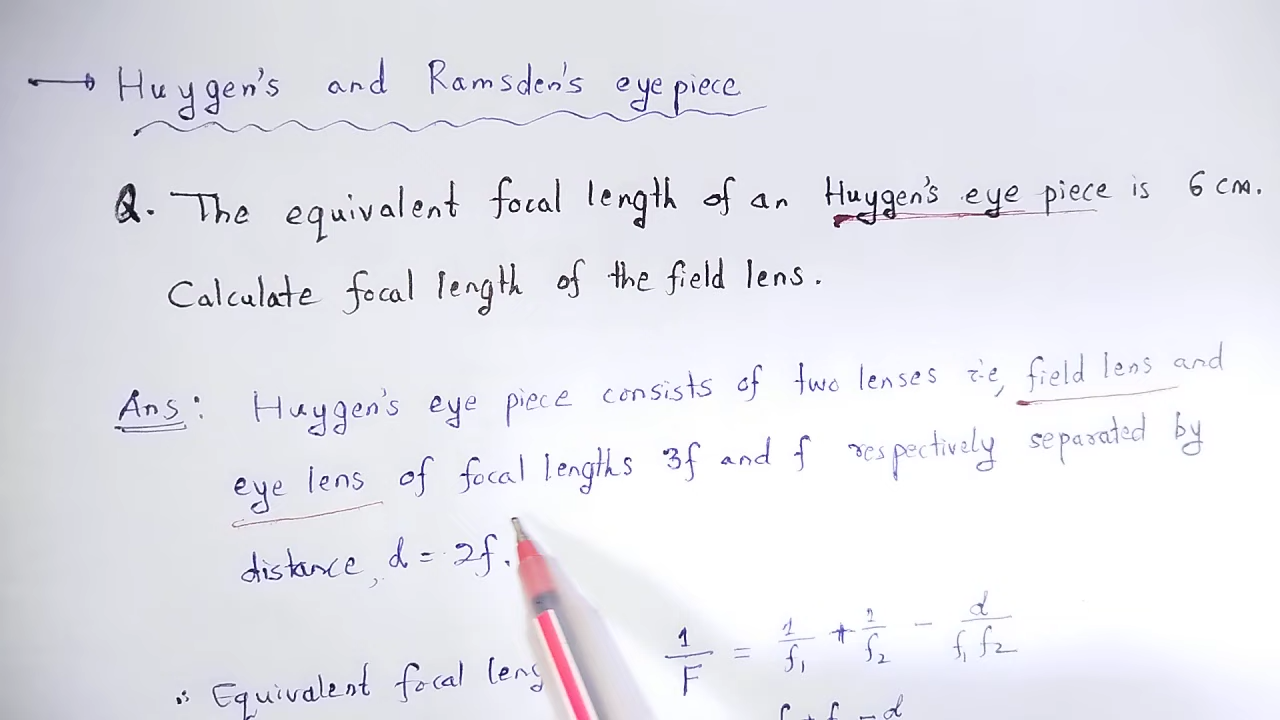 → Huygen's and Ramsden's eye piece
Q. The equivalent focal length of an Huygen's eye piece is 6 cm.
Calculate focal length of the field lens.
Ans: Huygen's eye piece consists of two lenses i.e, field lens and
eye lens of focal lengths 3f and f respectively separated by
distance, d = 2f.
∴ Equivalent focal leng 1/F = 1/f₁ + 1/f₂ - d/f₁f₂